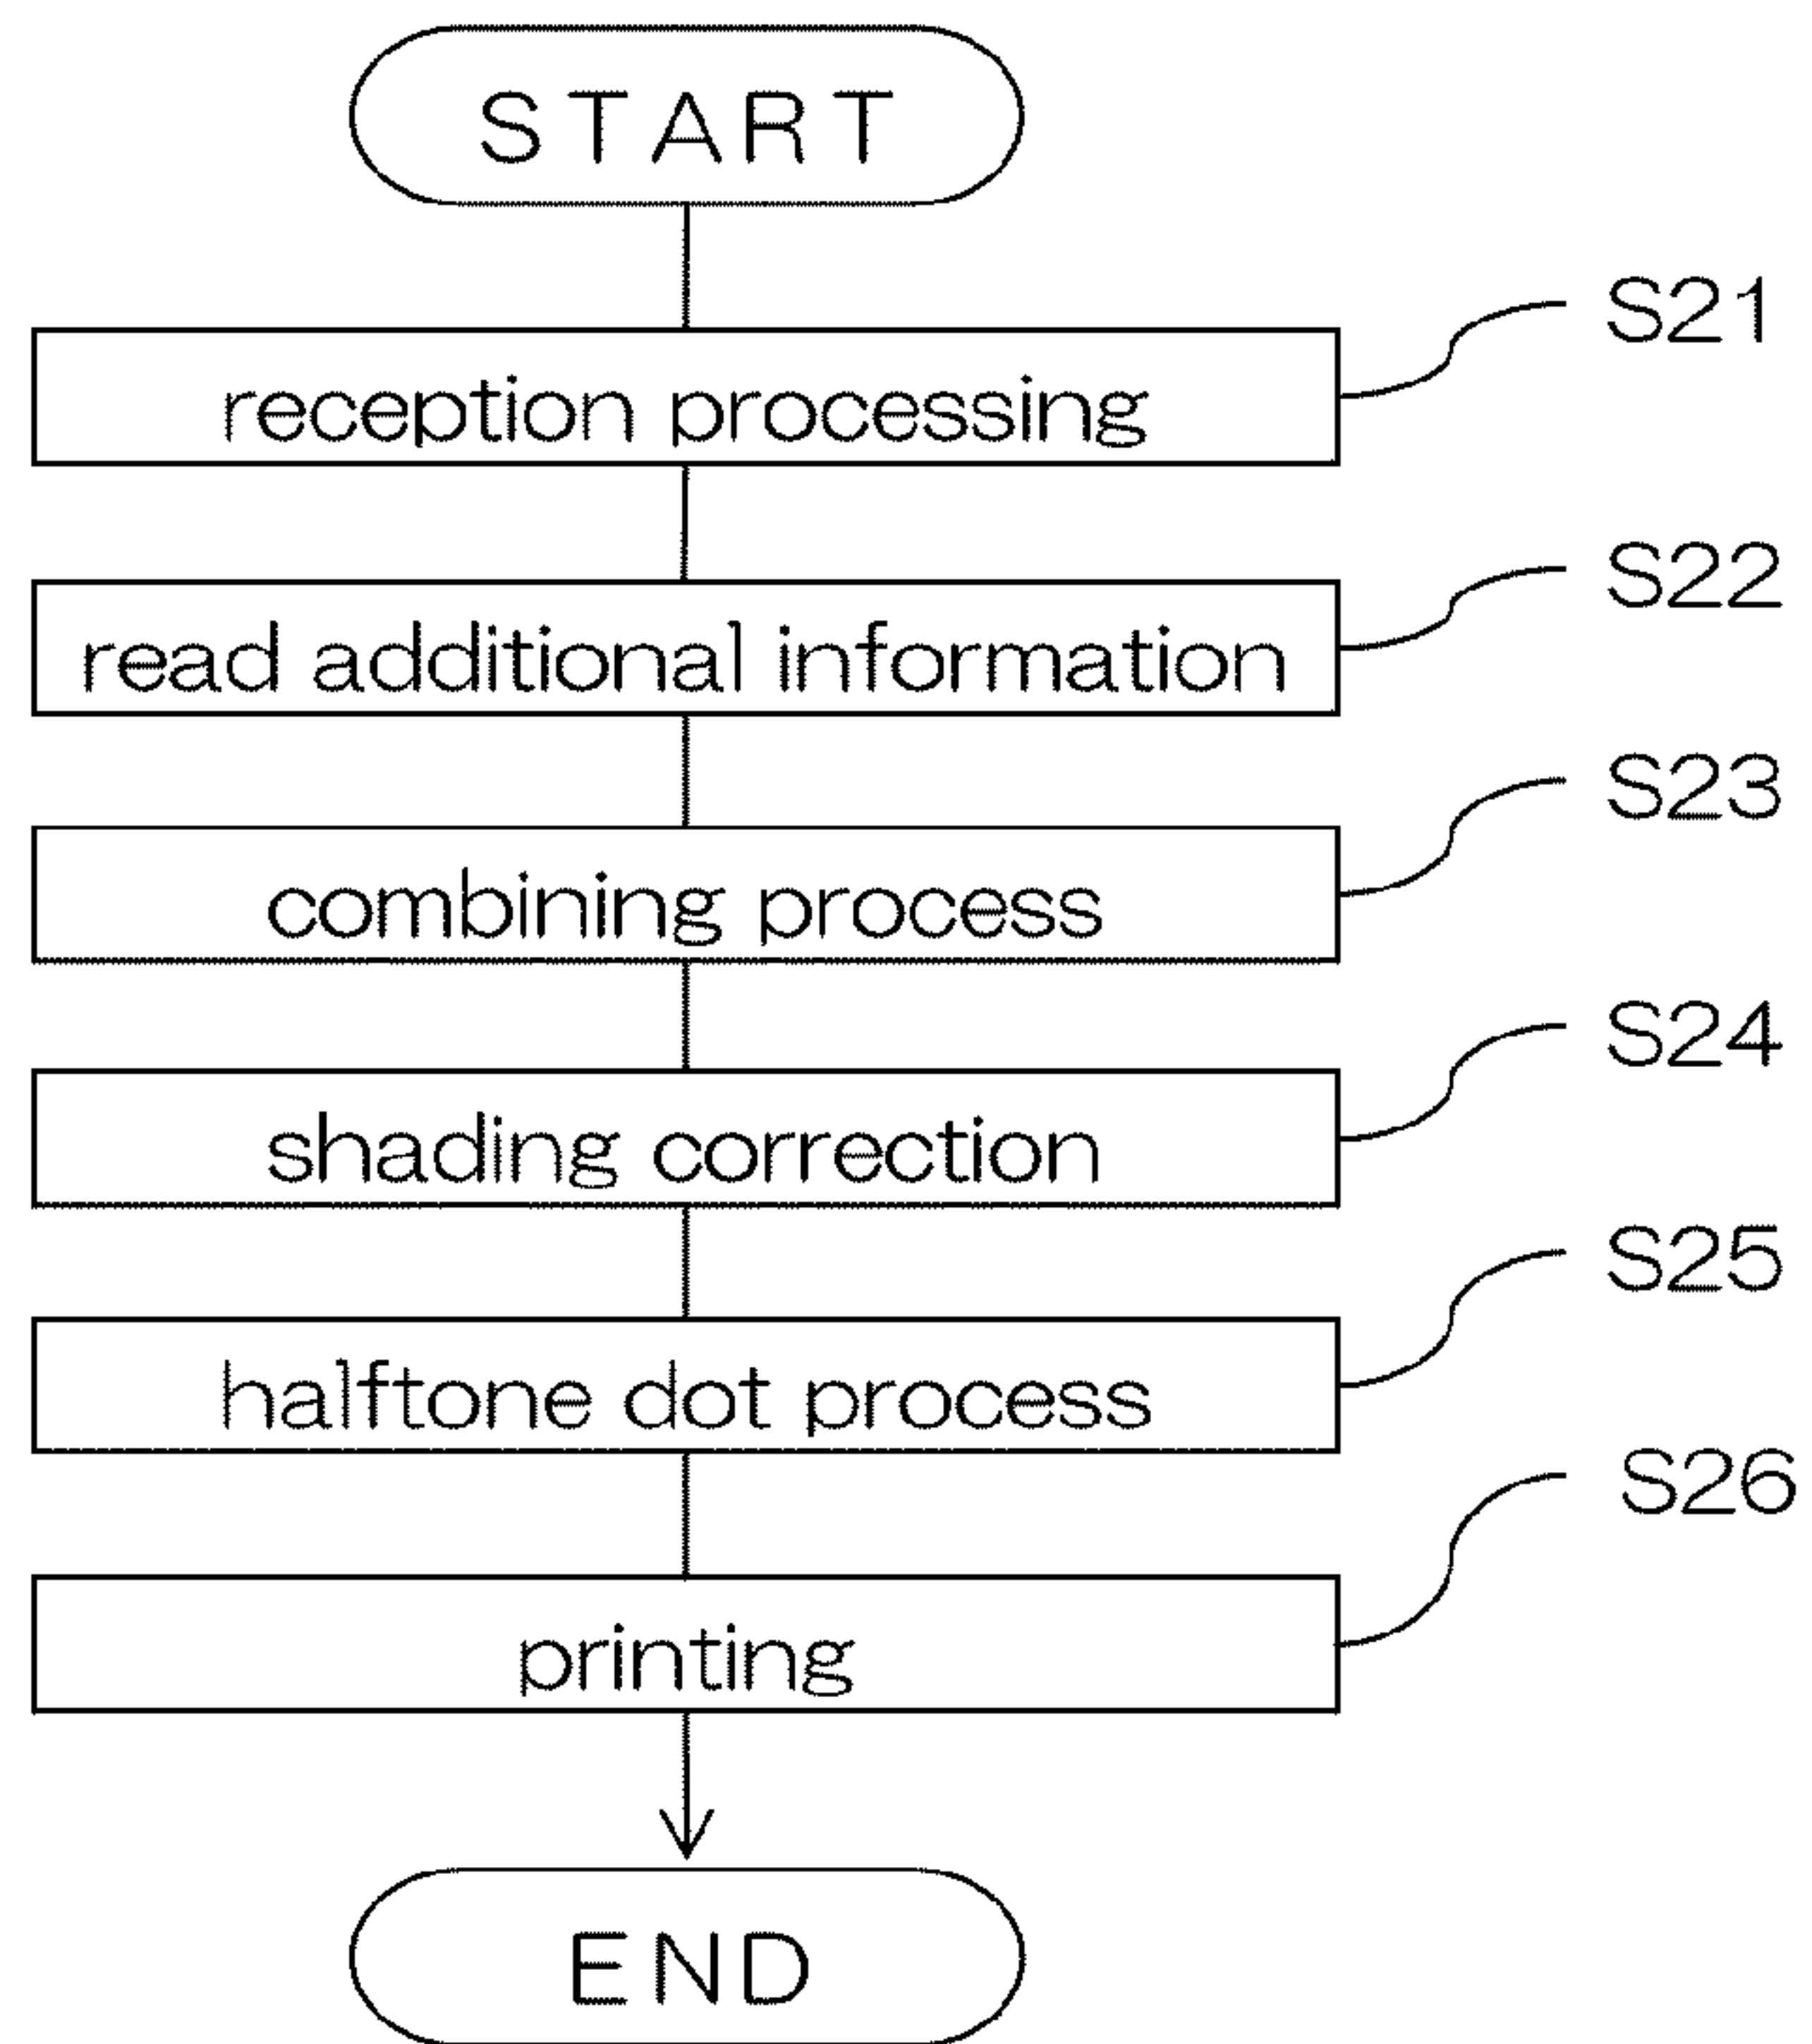 START
S21
reception processing
S22
read additional information
S23
combining process
S24
shading correction
S25
halftone dot process
S26
printing
END